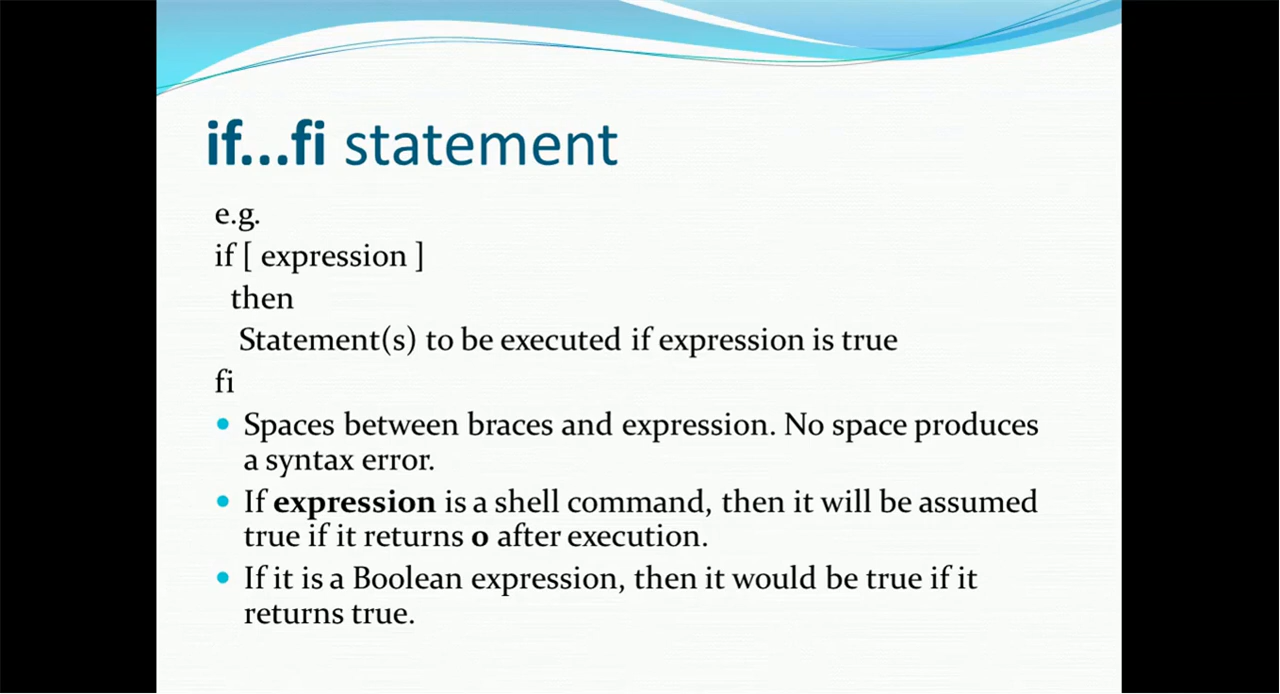 if...fi statement
e.g.
if [ expression ]
then
Statement(s) to be executed if expression is true
fi
• Spaces between braces and expression. No space produces
a syntax error.
• If expression is a shell command, then it will be assumed
true if it returns 0 after execution.
• If it is a Boolean expression, then it would be true if it
returns true.